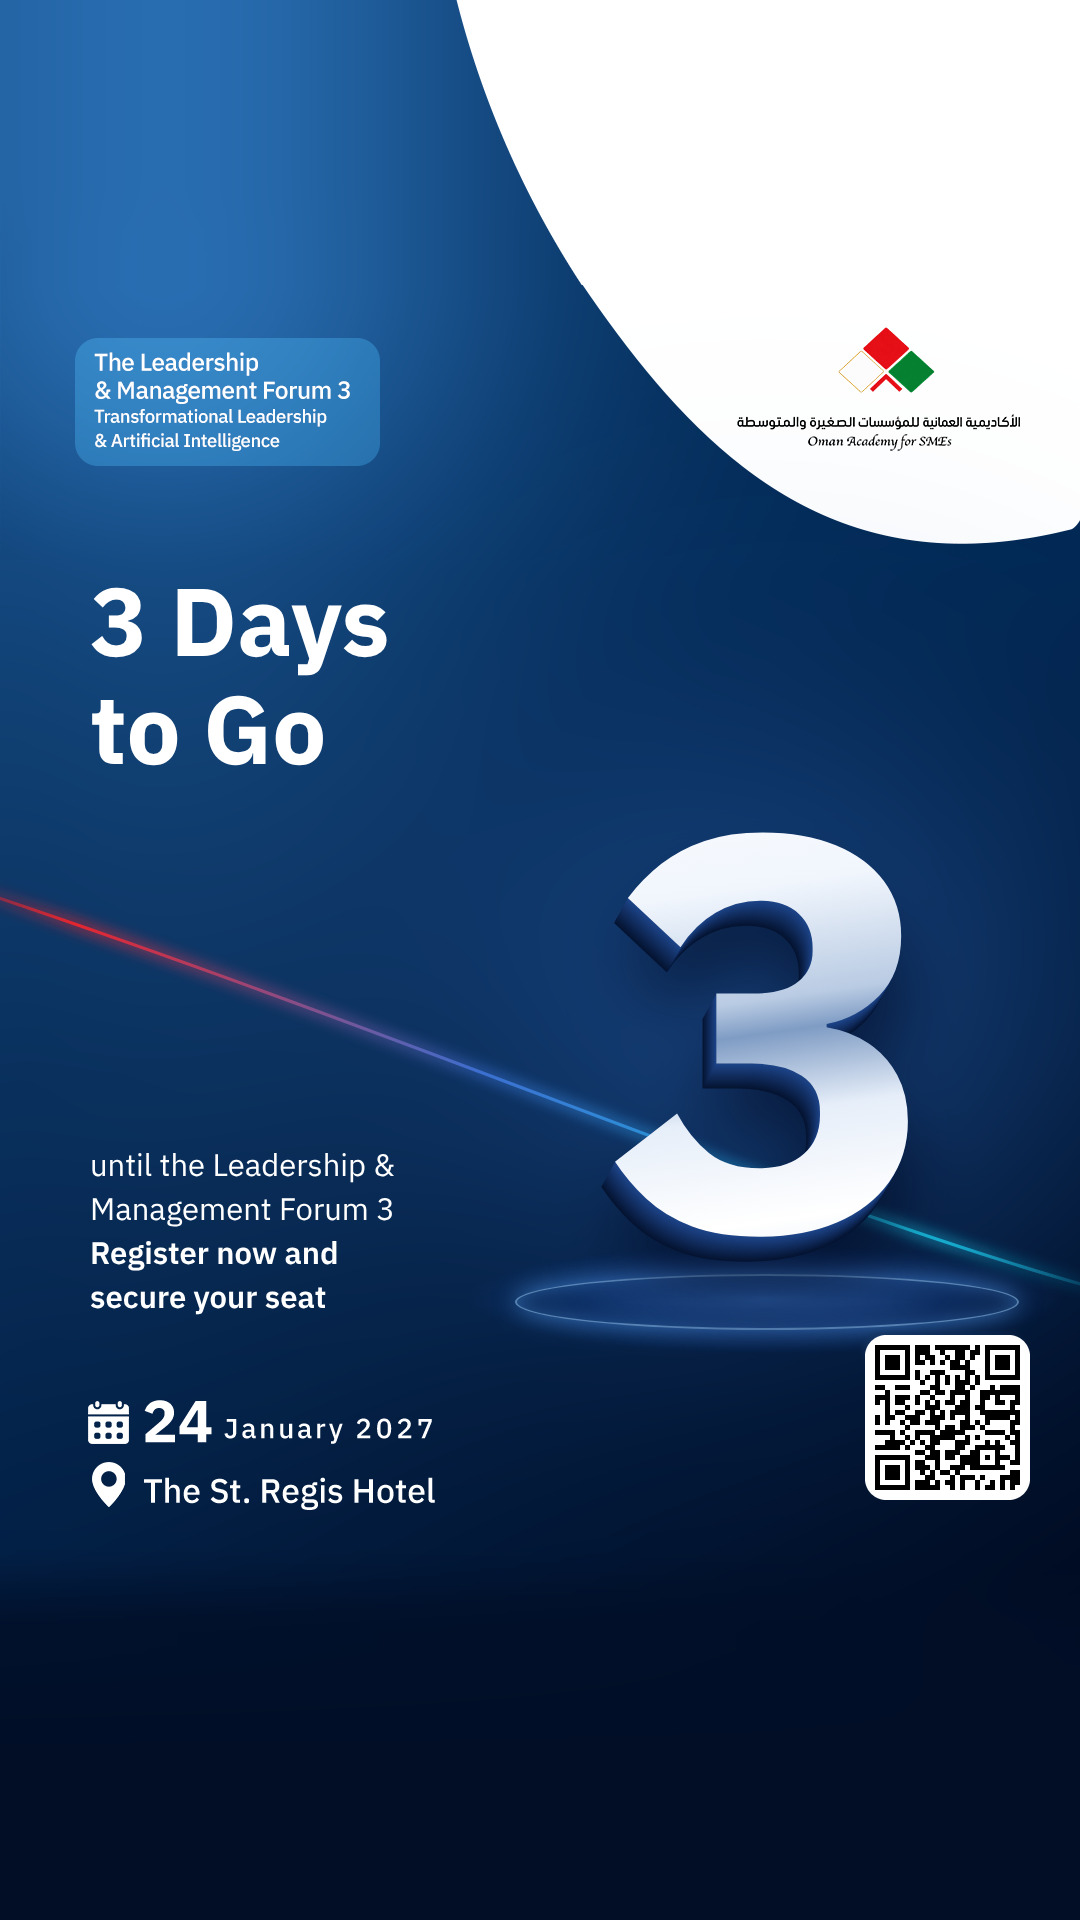 The Leadership
& Management Forum 3
Transformational Leadership
& Artificial Intelligence
الأكاديمية العمانية للمؤسسات الصغيرة والمتوسطة
Oman Academy for SMEs
3 Days
to Go
3
until the Leadership &
Management Forum 3
Register now and
secure your seat
24 January 2027
The St. Regis Hotel